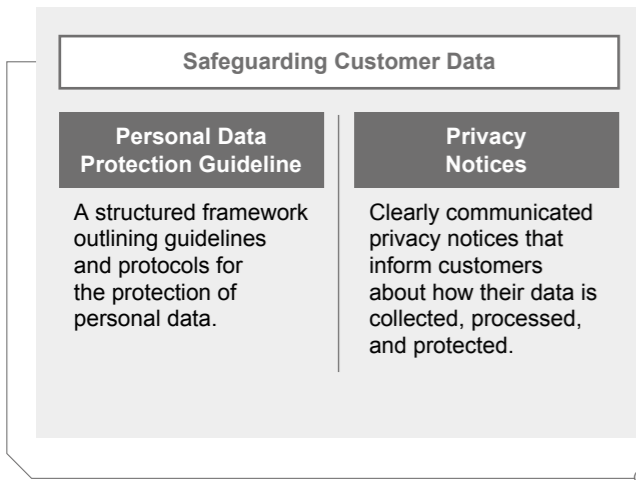 Safeguarding Customer Data
Personal Data
Protection Guideline
A structured framework
outlining guidelines
and protocols for
the protection of
personal data.
Privacy
Notices
Clearly communicated
privacy notices that
inform customers
about how their data is
collected, processed,
and protected.